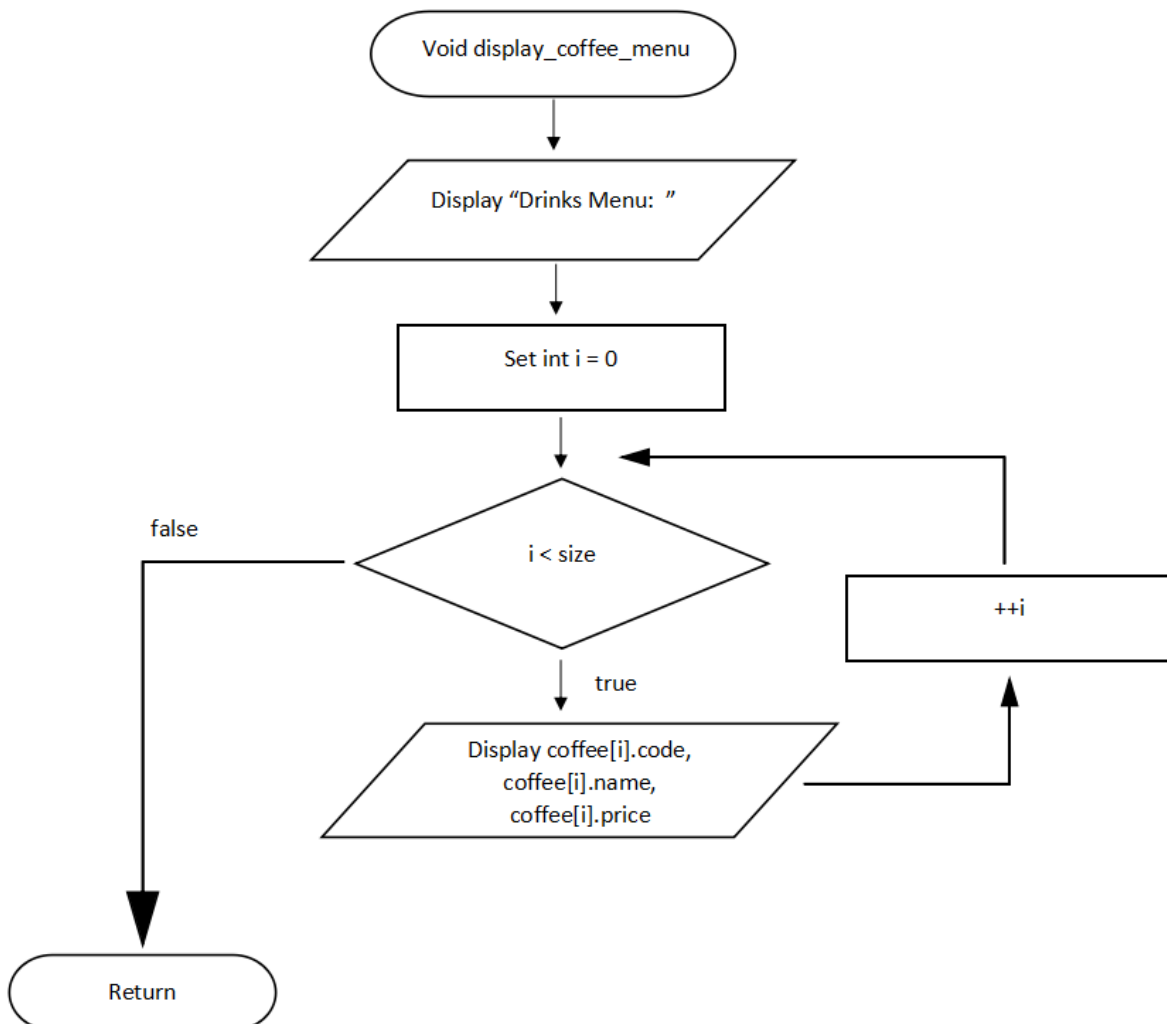 Void display_coffee_menu
Display “Drinks Menu:  ”
Set int i = 0
false
i < size
++i
true
Display coffee[i].code,
coffee[i].name,
coffee[i].price
Return